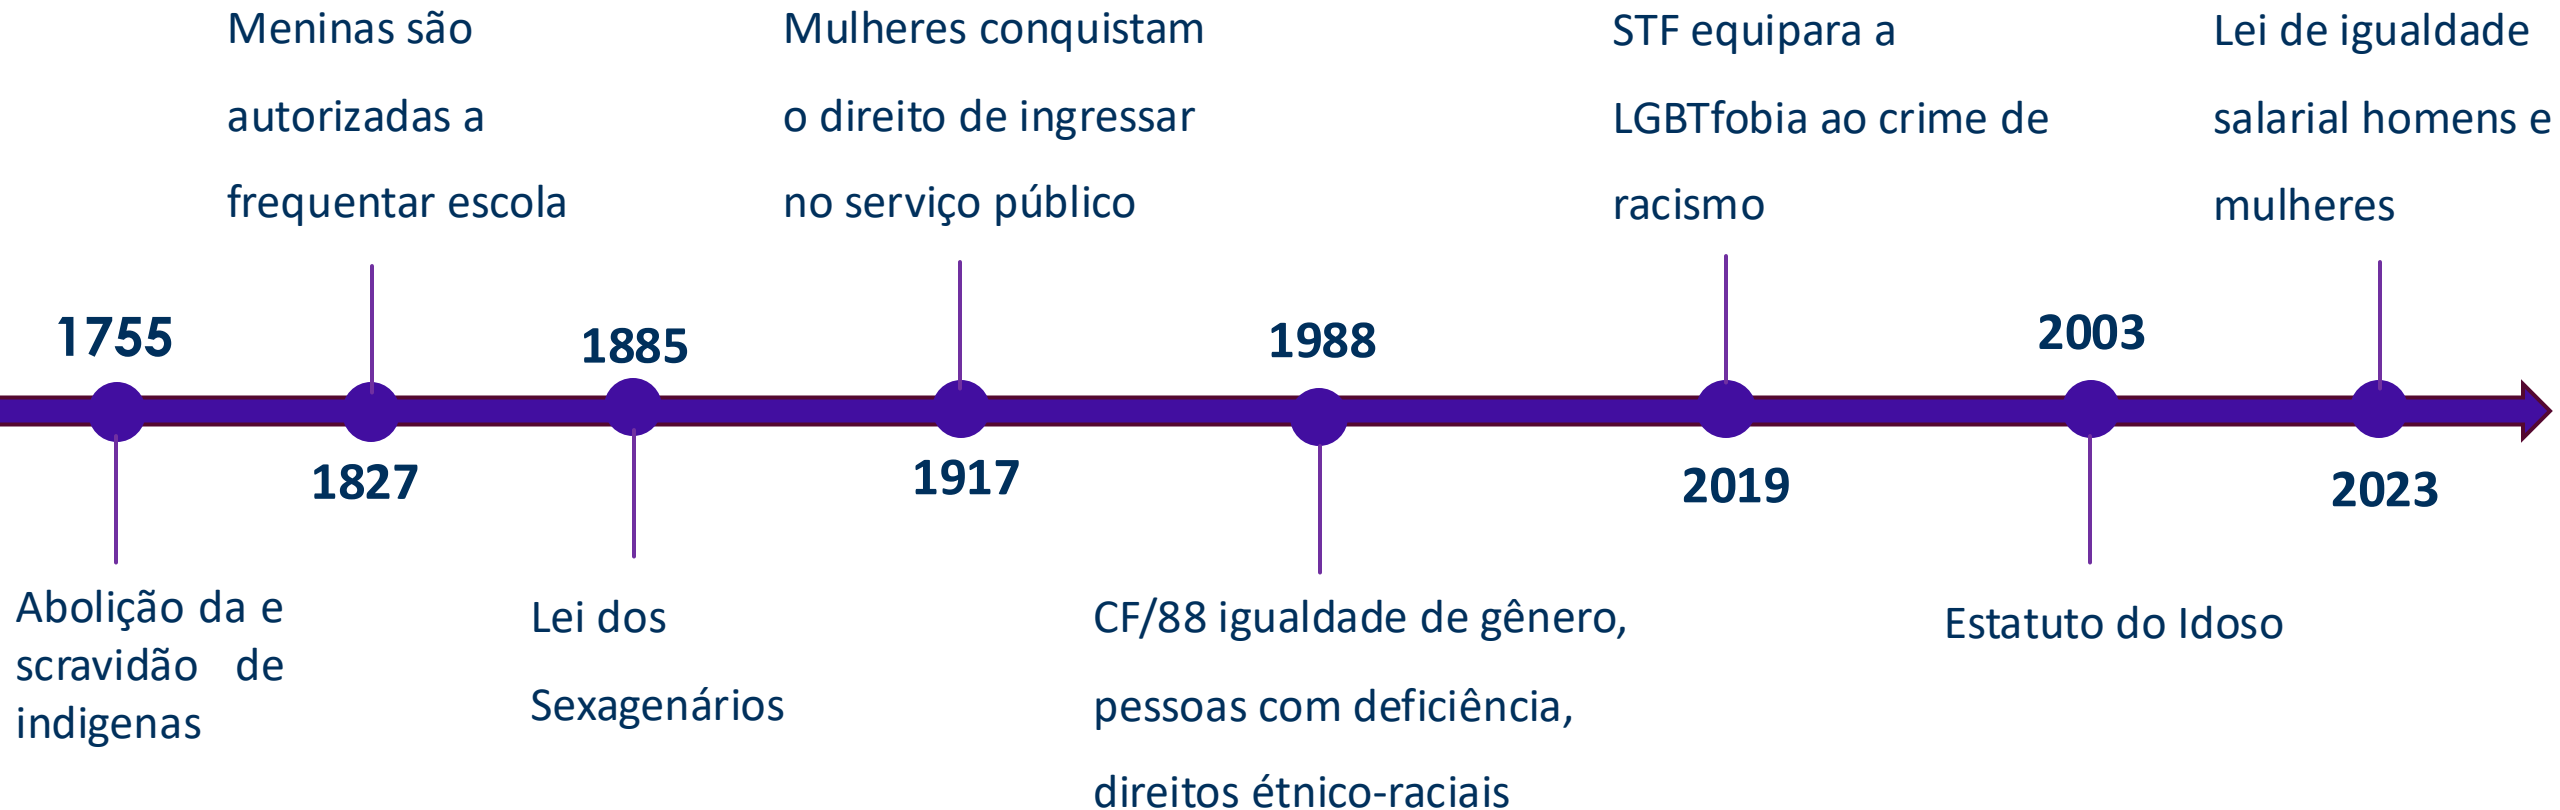 Meninas são
autorizadas a
frequentar escola
Mulheres conquistam
o direito de ingressar
no serviço público
STF equipara a
LGBTfobia ao crime de
racismo
Lei de igualdade
salarial homens e
mulheres
1755
1885
1988
2003
1827
1917
2019
2023
Abolição da e
scravidão de
indigenas
Lei dos
Sexagenários
CF/88 igualdade de gênero,
pessoas com deficiência,
direitos étnico-raciais
Estatuto do Idoso